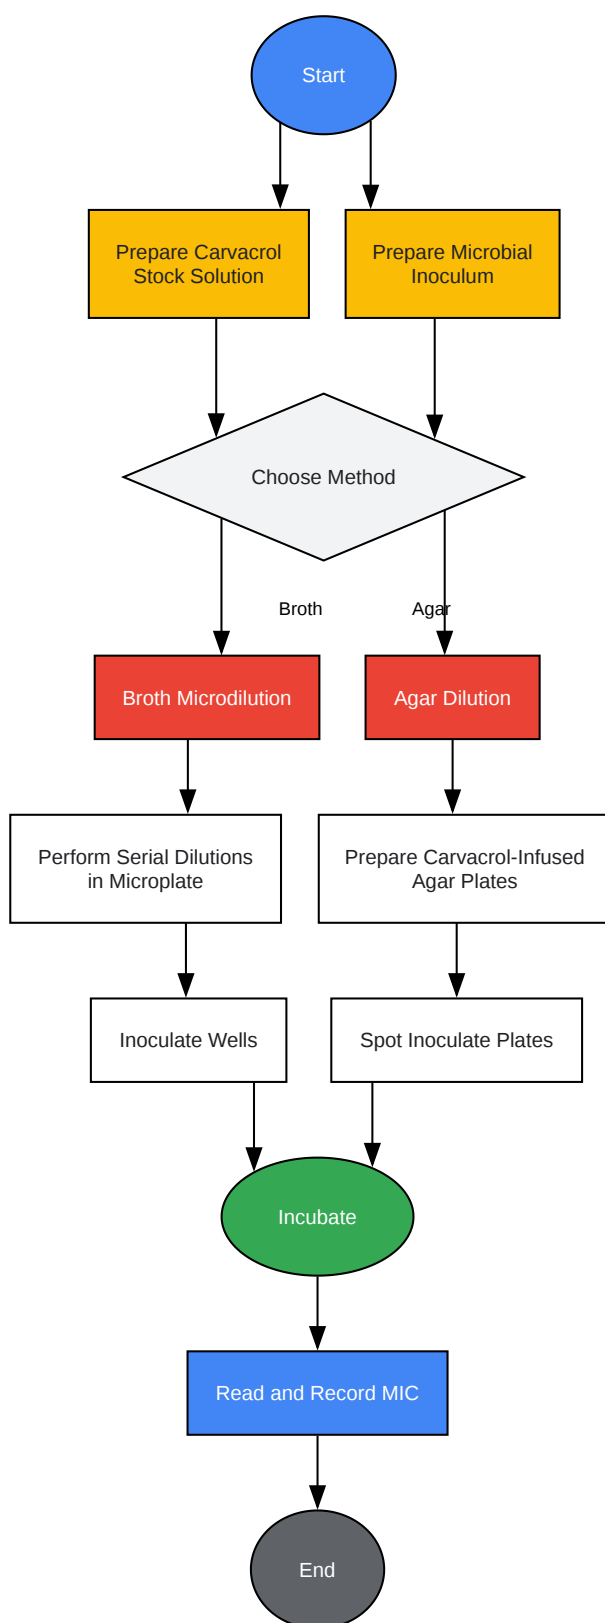 Start
Prepare Carvacrol
Stock Solution
Prepare Microbial
Inoculum
Choose Method
Broth
Agar
Broth Microdilution
Agar Dilution
Perform Serial Dilutions
in Microplate
Prepare Carvacrol-Infused
Agar Plates
Inoculate Wells
Spot Inoculate Plates
Incubate
Read and Record MIC
End